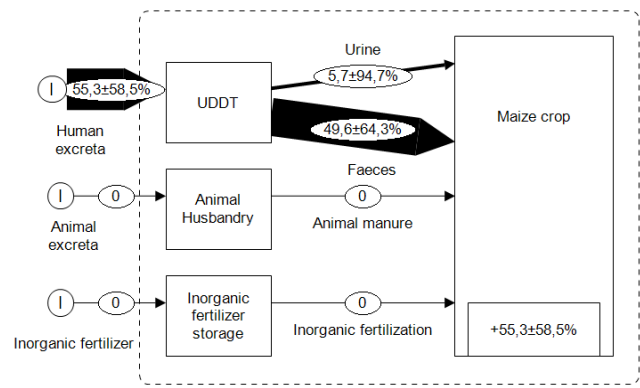 Urine
I
55,3±58,5%
UDDT
5,7±94,7%
Maize crop
49,6±64,3%
Human
excreta
Faeces
I
0
Animal
Husbandry
0
Animal
excreta
Animal manure
I
0
Inorganic
fertilizer
storage
0
Inorganic fertilizer
Inorganic fertilization
+55,3±58,5%